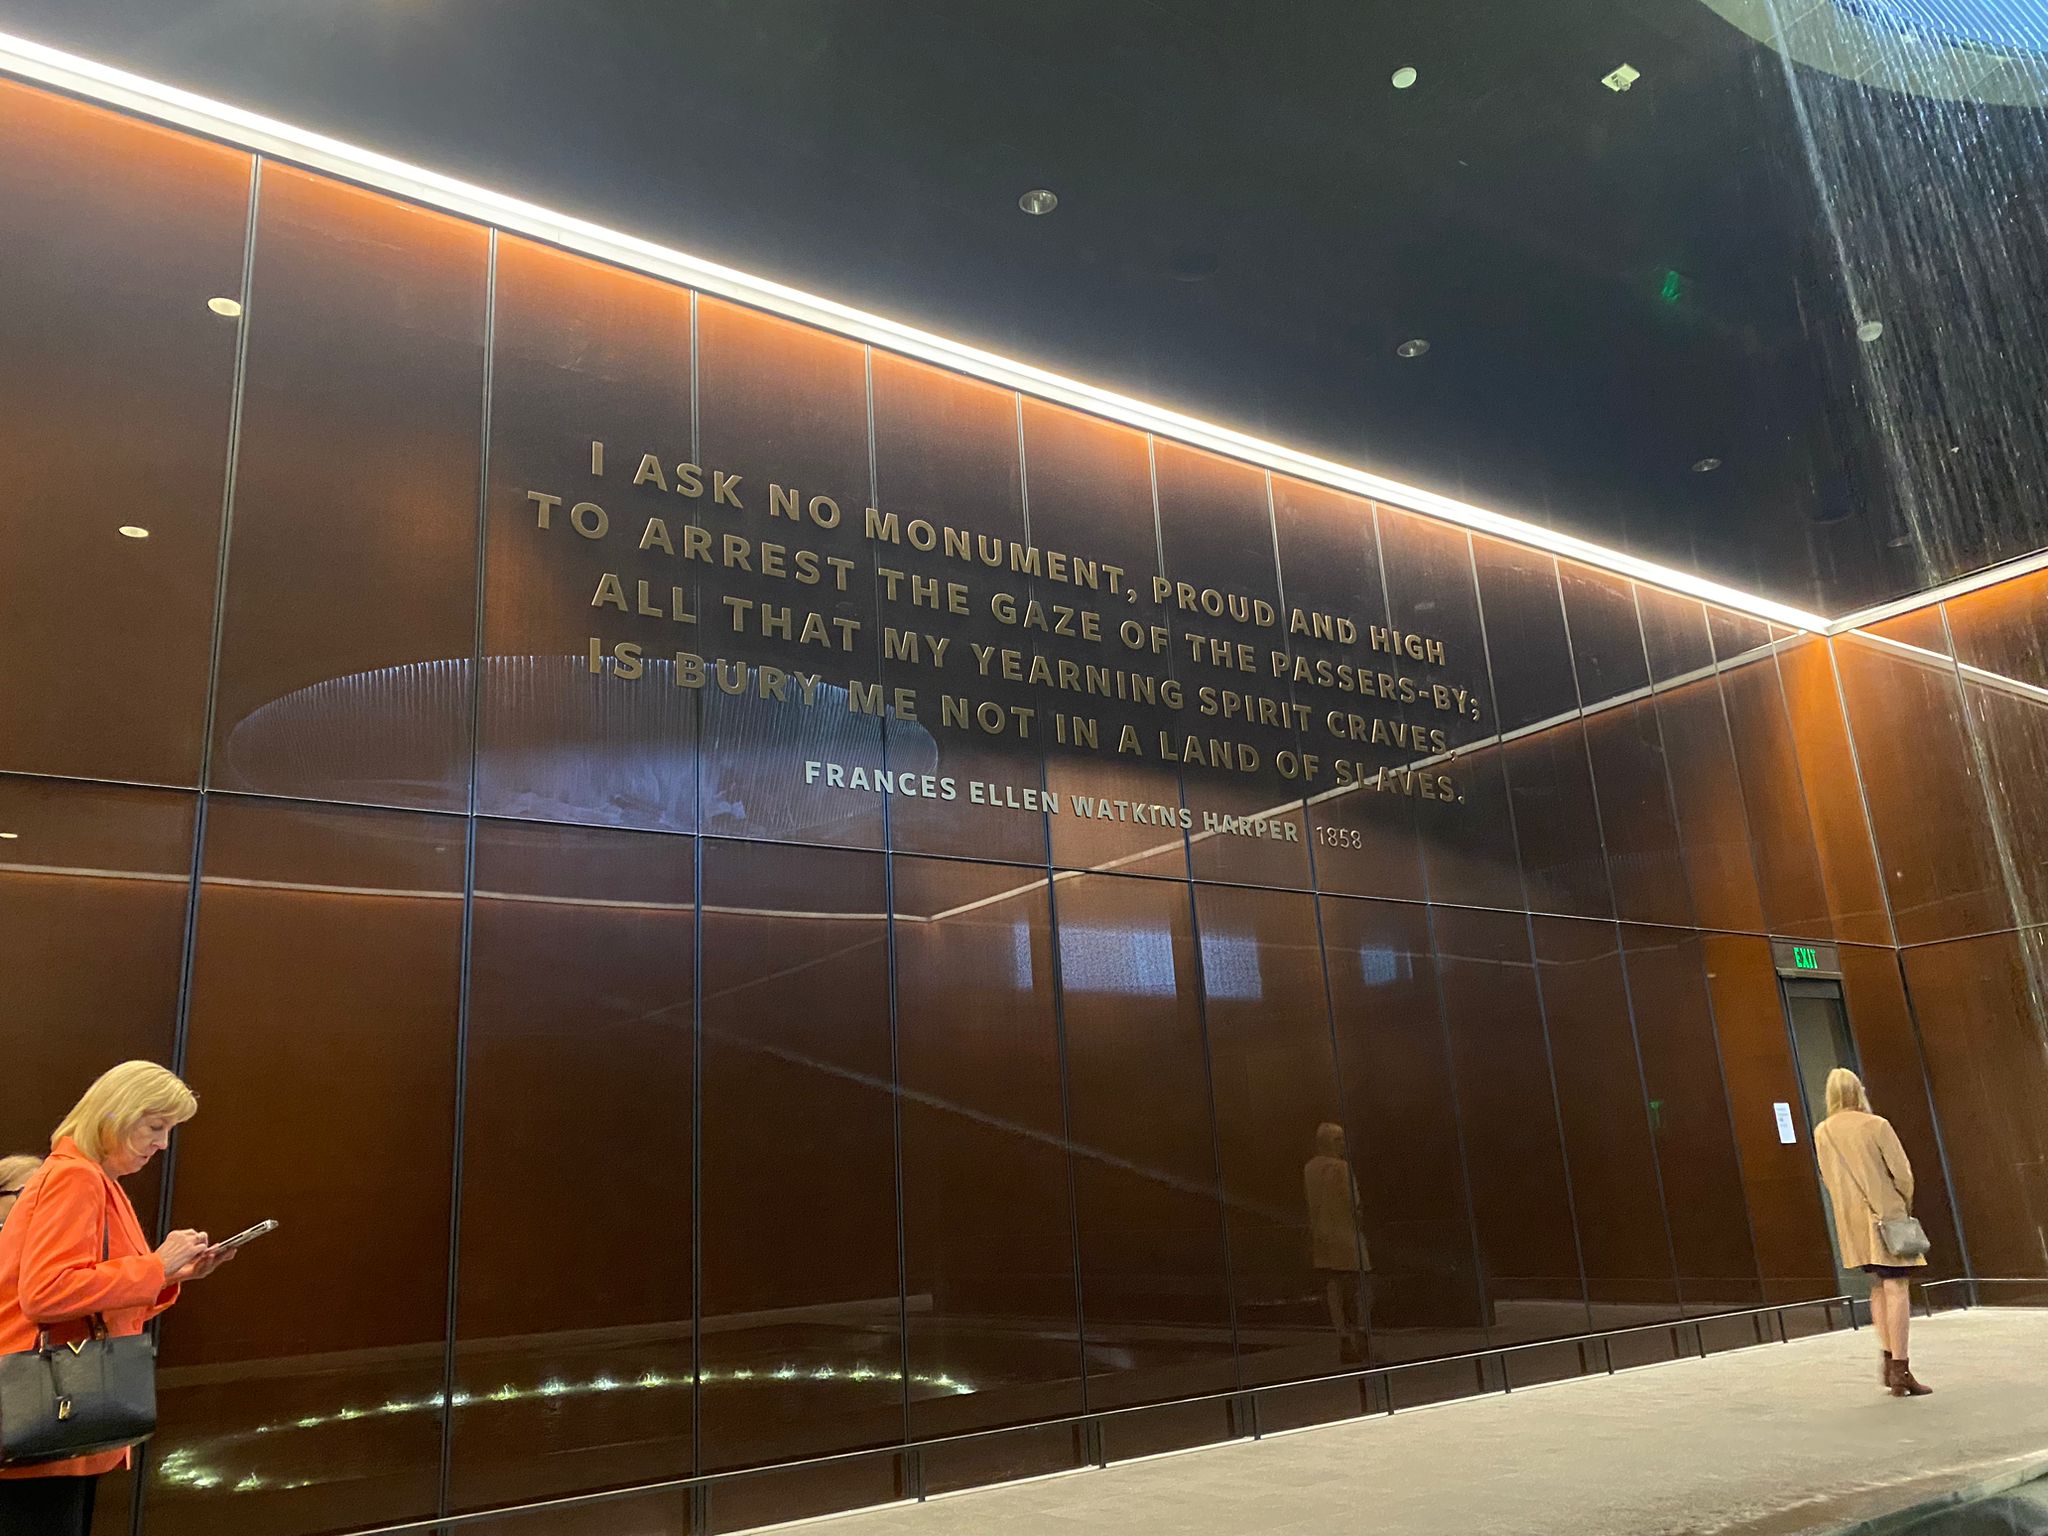 I ASK NO MONUMENT, PROUD AND HIGH
TO ARREST THE GAZE OF THE PASSERS-BY;
ALL THAT MY YEARNING SPIRIT CRAVES,
IS BURY ME NOT IN A LAND OF SLAVES.
FRANCES ELLEN WATKINS HARPER 1858
EXIT